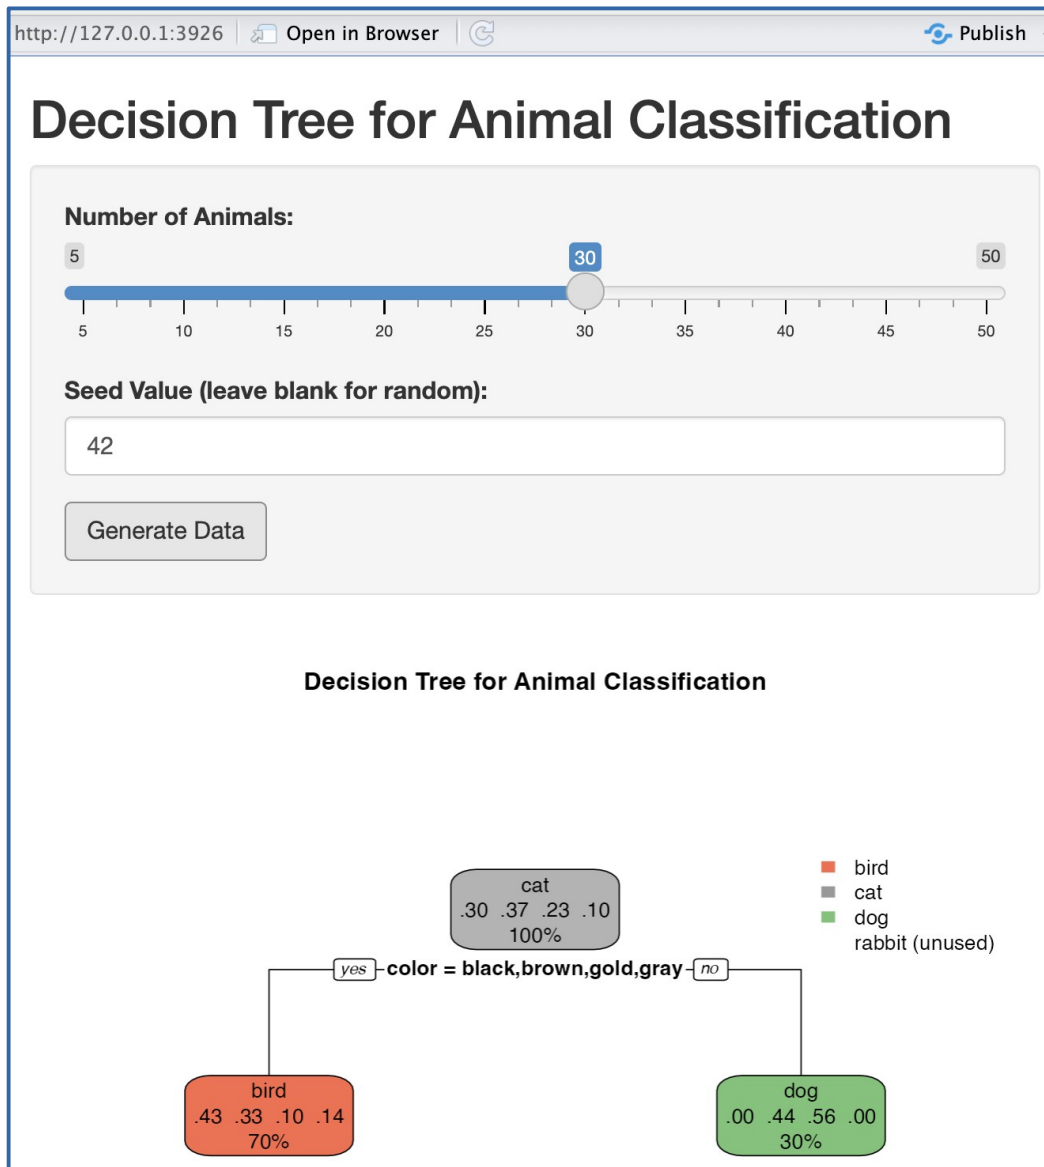 http://127.0.0.1:3926 Open in Browser Publish
Decision Tree for Animal Classification
Number of Animals:
5 30 50
5 10 15 20 25 30 35 40 45 50
Seed Value (leave blank for random):
42
Generate Data
Decision Tree for Animal Classification
bird
cat
dog
rabbit (unused)
cat
.30 .37 .23 .10
100%
yes color = black,brown,gold,gray no
bird
.43 .33 .10 .14
70%
dog
.00 .44 .56 .00
30%